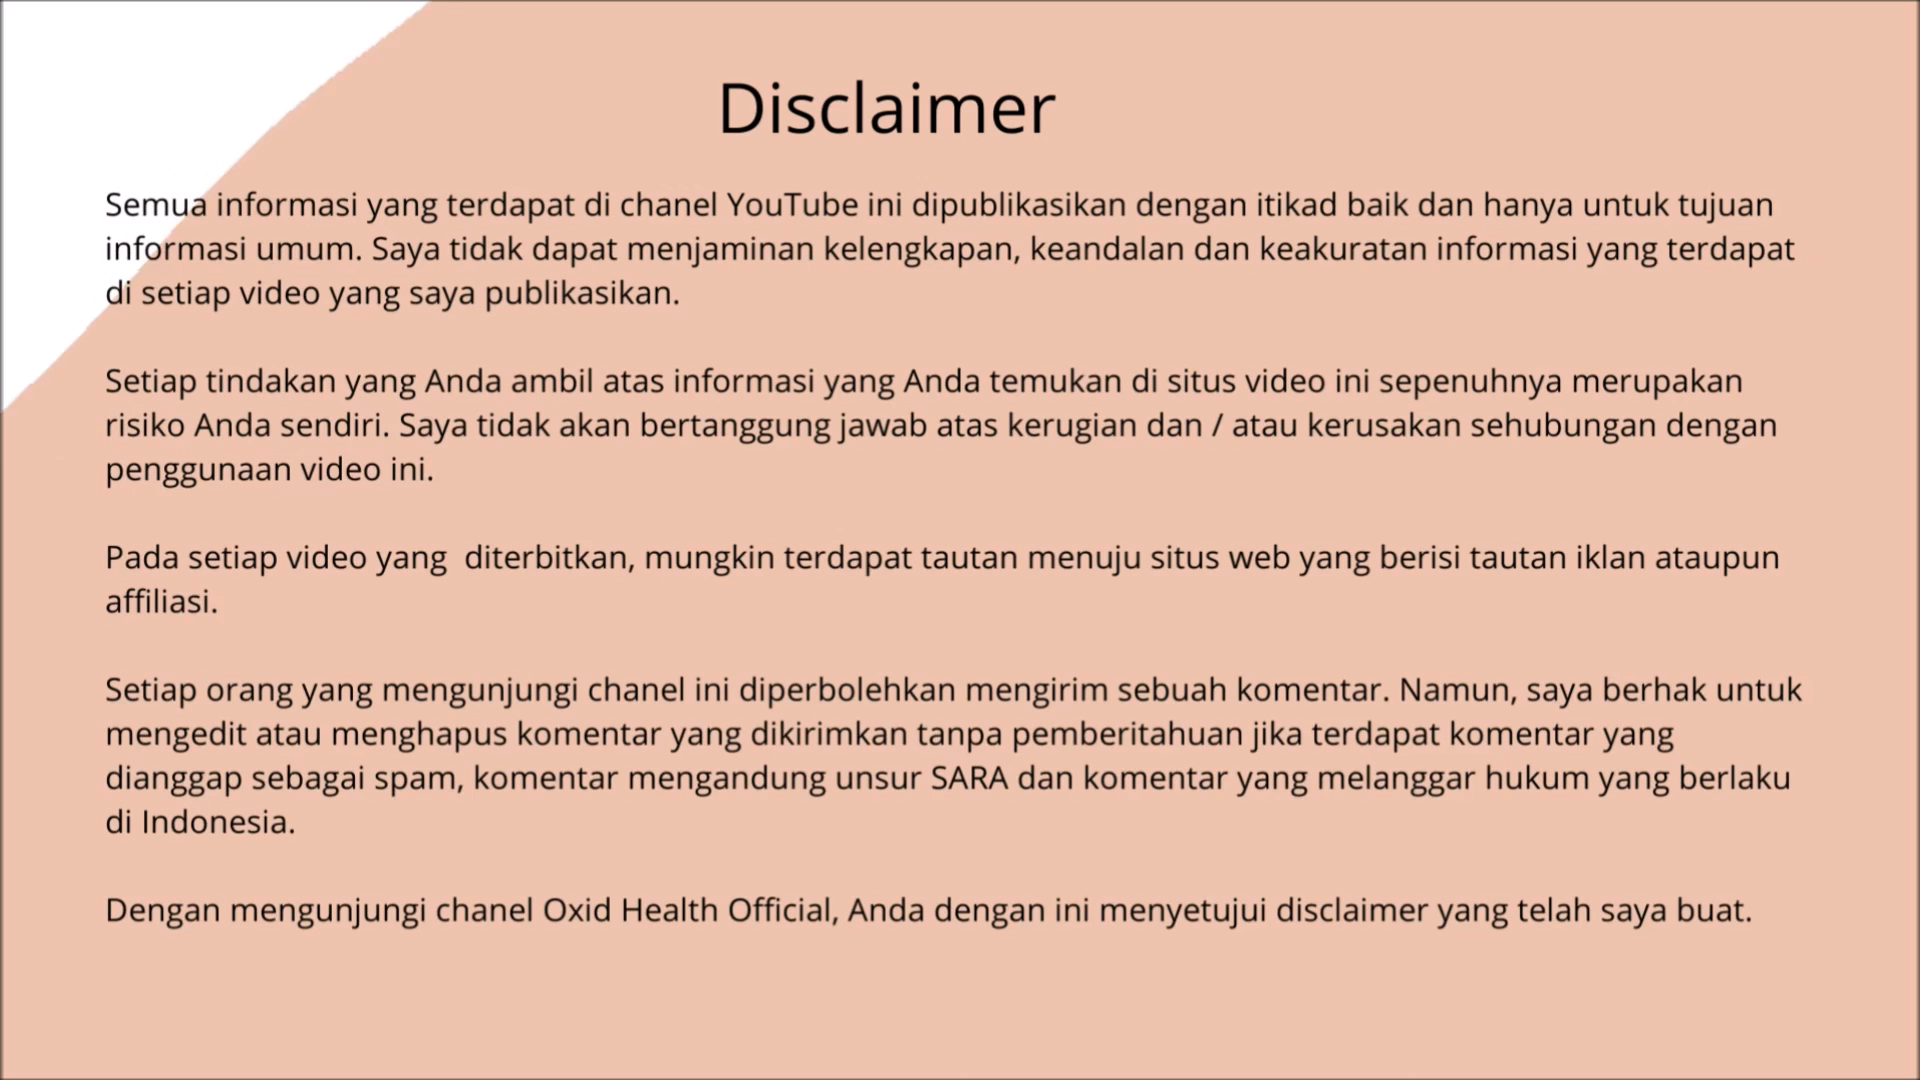 Disclaimer
Semua informasi yang terdapat di chanel YouTube ini dipublikasikan dengan itikad baik dan hanya untuk tujuan
informasi umum. Saya tidak dapat menjaminan kelengkapan, keandalan dan keakuratan informasi yang terdapat
di setiap video yang saya publikasikan.
Setiap tindakan yang Anda ambil atas informasi yang Anda temukan di situs video ini sepenuhnya merupakan
risiko Anda sendiri. Saya tidak akan bertanggung jawab atas kerugian dan / atau kerusakan sehubungan dengan
penggunaan video ini.
Pada setiap video yang  diterbitkan, mungkin terdapat tautan menuju situs web yang berisi tautan iklan ataupun
affiliasi.
Setiap orang yang mengunjungi chanel ini diperbolehkan mengirim sebuah komentar. Namun, saya berhak untuk
mengedit atau menghapus komentar yang dikirimkan tanpa pemberitahuan jika terdapat komentar yang
dianggap sebagai spam, komentar mengandung unsur SARA dan komentar yang melanggar hukum yang berlaku
di Indonesia.
Dengan mengunjungi chanel Oxid Health Official, Anda dengan ini menyetujui disclaimer yang telah saya buat.